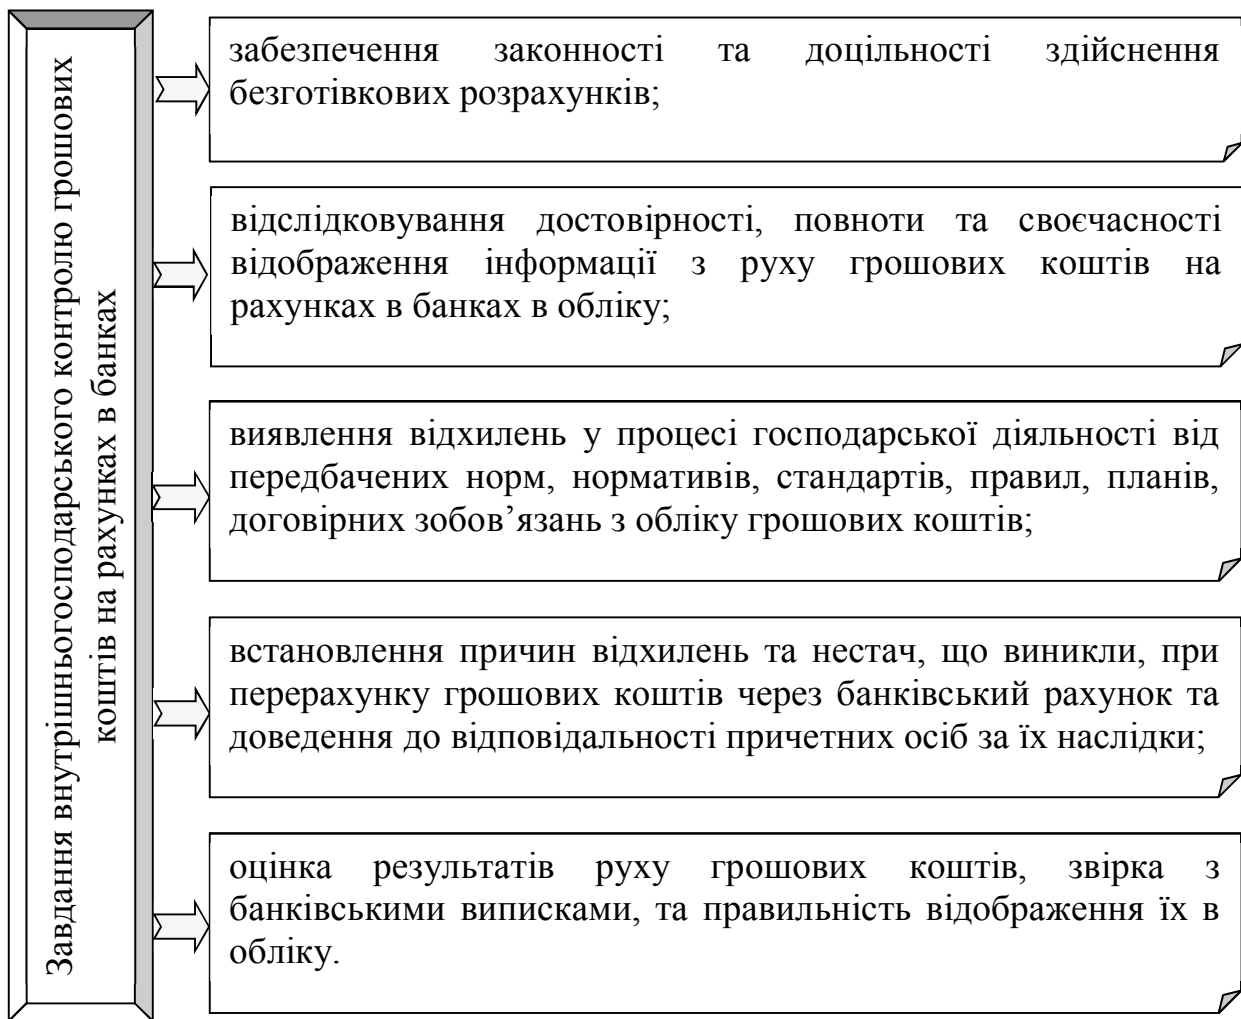 Завдання внутрішньогосподарського контролю грошових
коштів на рахунках в банках
забезпечення законності та доцільності здійснення
безготівкових розрахунків;
відслідковування достовірності, повноти та своєчасності
відображення інформації з руху грошових коштів на
рахунках в банках в обліку;
виявлення відхилень у процесі господарської діяльності від
передбачених норм, нормативів, стандартів, правил, планів,
договірних зобов’язань з обліку грошових коштів;
встановлення причин відхилень та нестач, що виникли, при
перерахунку грошових коштів через банківський рахунок та
доведення до відповідальності причетних осіб за їх наслідки;
оцінка результатів руху грошових коштів, звірка з
банківськими виписками, та правильність відображення їх в
обліку.